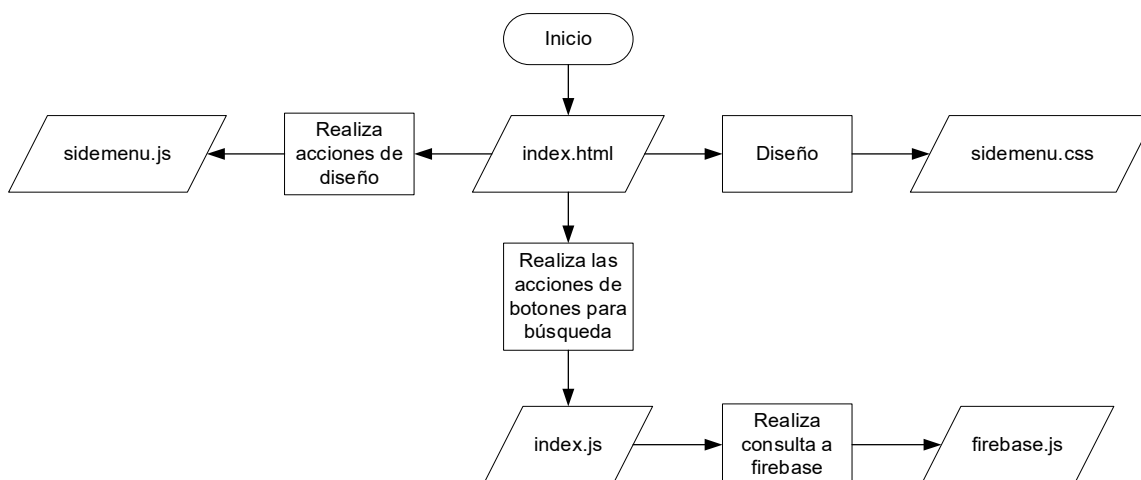 Inicio
sidemenu.js
Realiza
acciones de
diseño
index.html
Diseño
sidemenu.css
Realiza las
acciones de
botones para
búsqueda
index.js
Realiza
consulta a
firebase
firebase.js